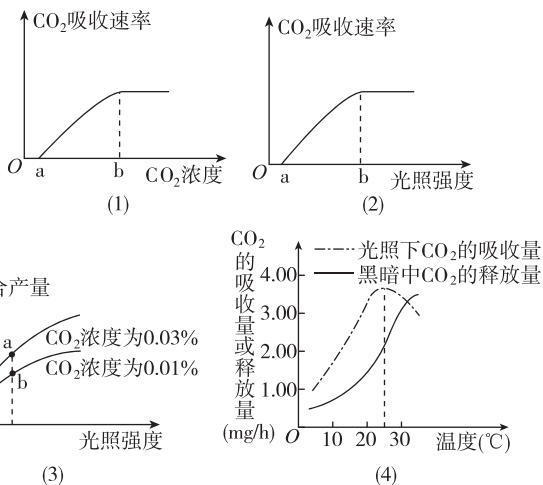 CO₂吸收速率
O
a
b
CO₂浓度
(1)
CO₂吸收速率
O
a
b
光照强度
(2)
合产量
a
CO₂浓度为0.03%
CO₂浓度为0.01%
b
光照强度
(3)
CO₂的吸收量或释放量(mg/h)
光照下CO₂的吸收量
黑暗中CO₂的释放量
4.00
3.00
2.00
1.00
O
10 20 30
温度(℃)
(4)